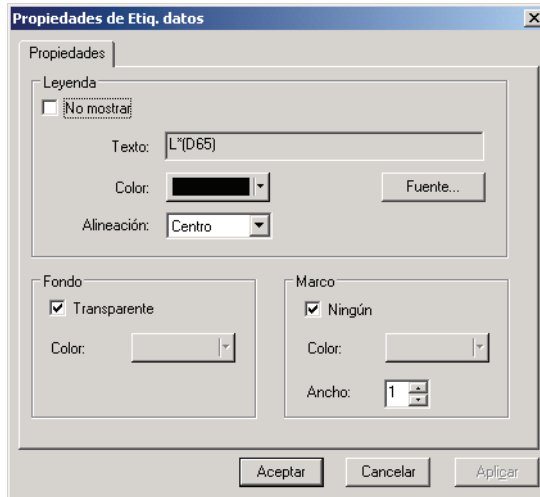 Propiedades de Etiq. datos
Propiedades
Leyenda
No mostrar
Texto: L*(D65)
Color: Fuente...
Alineación: Centro
Fondo
Transparente
Color:
Marco
Ningún
Color:
Ancho: 1
Aceptar Cancelar Aplicar